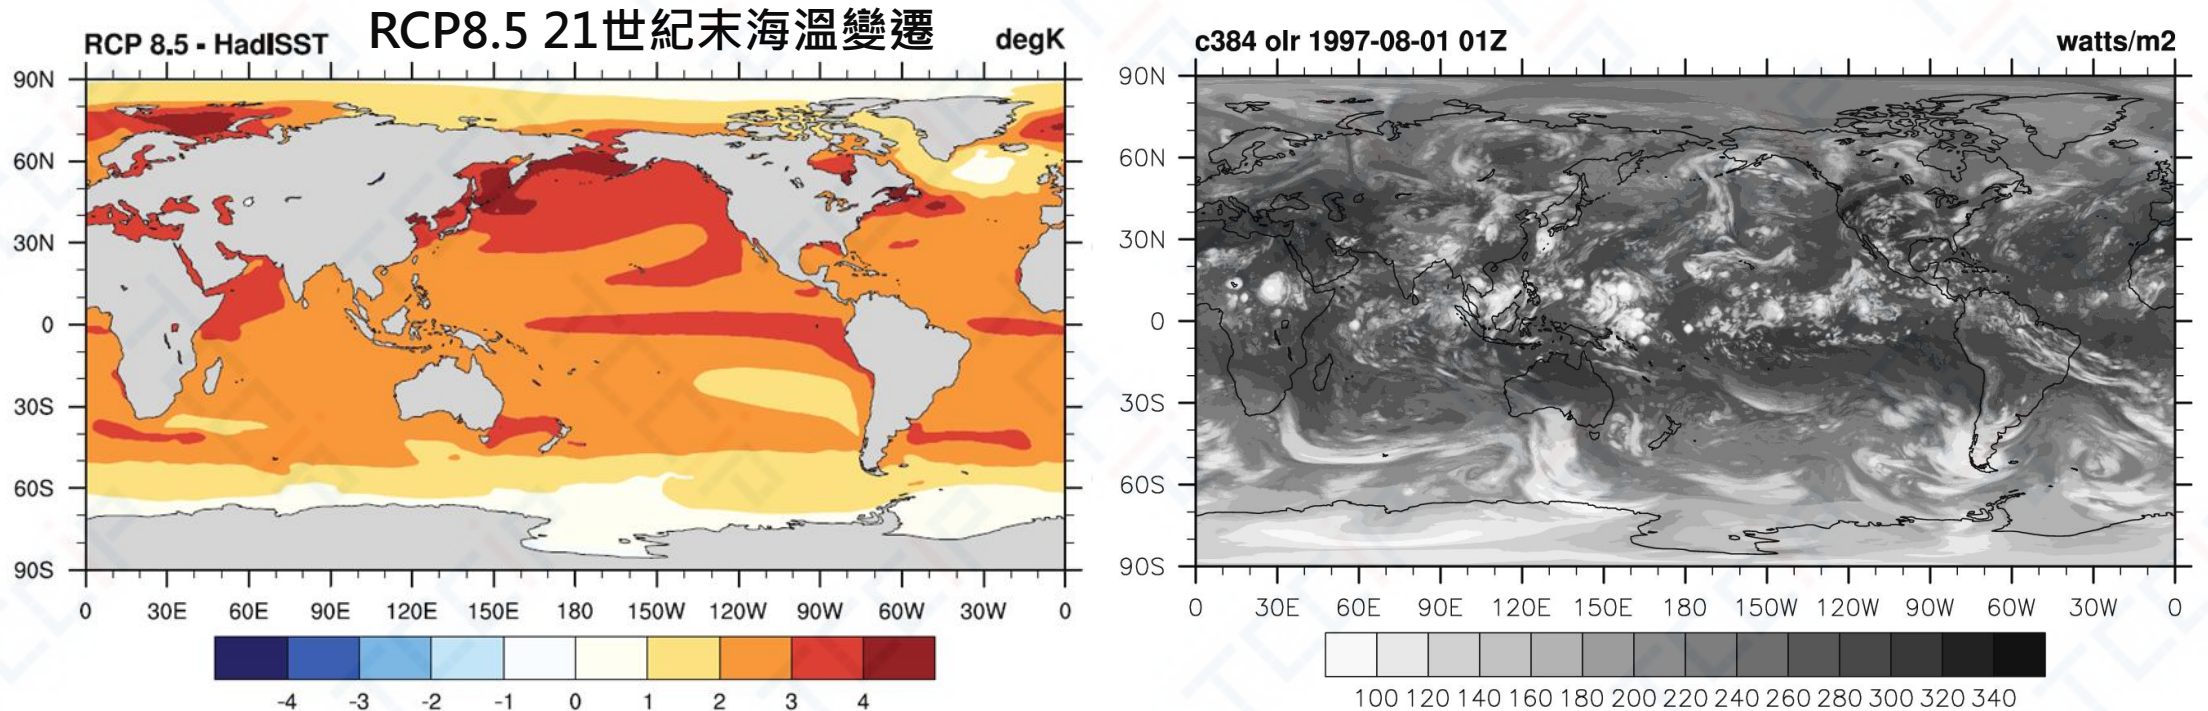 RCP8.5 21世紀末海溫變遷
RCP 8.5 - HadISST
degK
90N
60N
30N
0
30S
60S
90S
0 30E 60E 90E 120E 150E 180 150W 120W 90W 60W 30W 0
-4 -3 -2 -1 0 1 2 3 4
c384 olr 1997-08-01 01Z
watts/m2
90N
60N
30N
0
30S
60S
90S
0 30E 60E 90E 120E 150E 180 150W 120W 90W 60W 30W 0
100 120 140 160 180 200 220 240 260 280 300 320 340